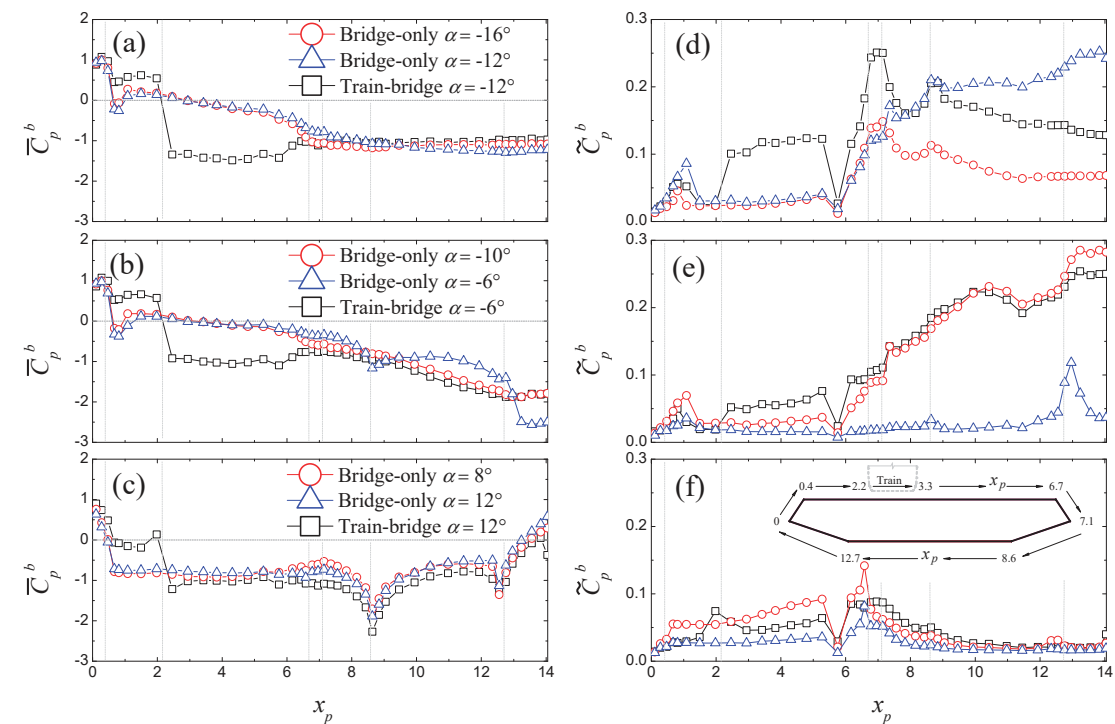 (a)
Bridge-only α = -16°
Bridge-only α = -12°
Train-bridge α = -12°
2
1
0
-1
-2
-3
C̅ₚᵇ
(b)
Bridge-only α = -10°
Bridge-only α = -6°
Train-bridge α = -6°
2
1
0
-1
-2
-3
C̅ₚᵇ
(c)
Bridge-only α = 8°
Bridge-only α = 12°
Train-bridge α = 12°
2
1
0
-1
-2
-3
C̅ₚᵇ
0 2 4 6 8 10 12 14
xₚ
(d)
0.3
0.2
0.1
0.0
C̃ₚᵇ
(e)
0.3
0.2
0.1
0.0
C̃ₚᵇ
(f)
0.3
0.2
0.1
0.0
C̃ₚᵇ
Train
0.4 2.2 3.3 xₚ 6.7
0 7.1
12.7 xₚ 8.6
0 2 4 6 8 10 12 14
xₚ